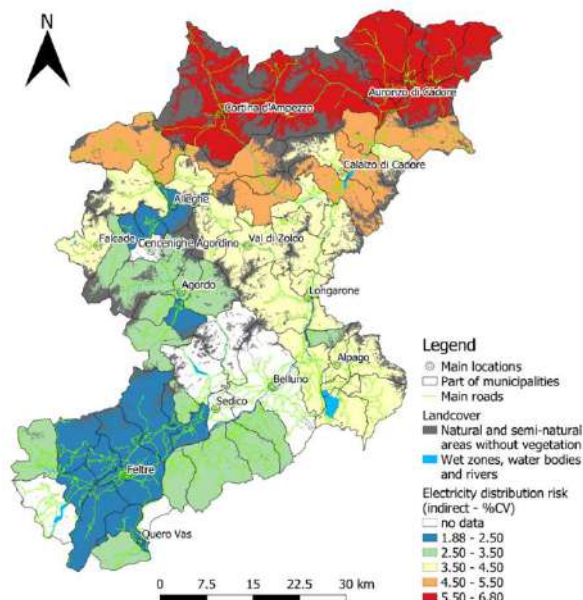 N
Auronzo di Cadore
Cortina d'Ampezzo
Calalzo di Cadore
Alleghe
Falcade
Cencenighe Agordino
Val di Zoldo
Agordo
Longarone
Alpago
Belluno
Sedico
Feltre
Quero Vas
Legend
Main locations
Part of municipalities
Main roads
Landcover
Natural and semi-natural
areas without vegetation
Wet zones, water bodies
and rivers
Electricity distribution risk
(indirect - %CV)
no data
1.88 - 2.50
2.50 - 3.50
3.50 - 4.50
4.50 - 5.50
5.50 - 6.80
0 7.5 15 22.5 30 km